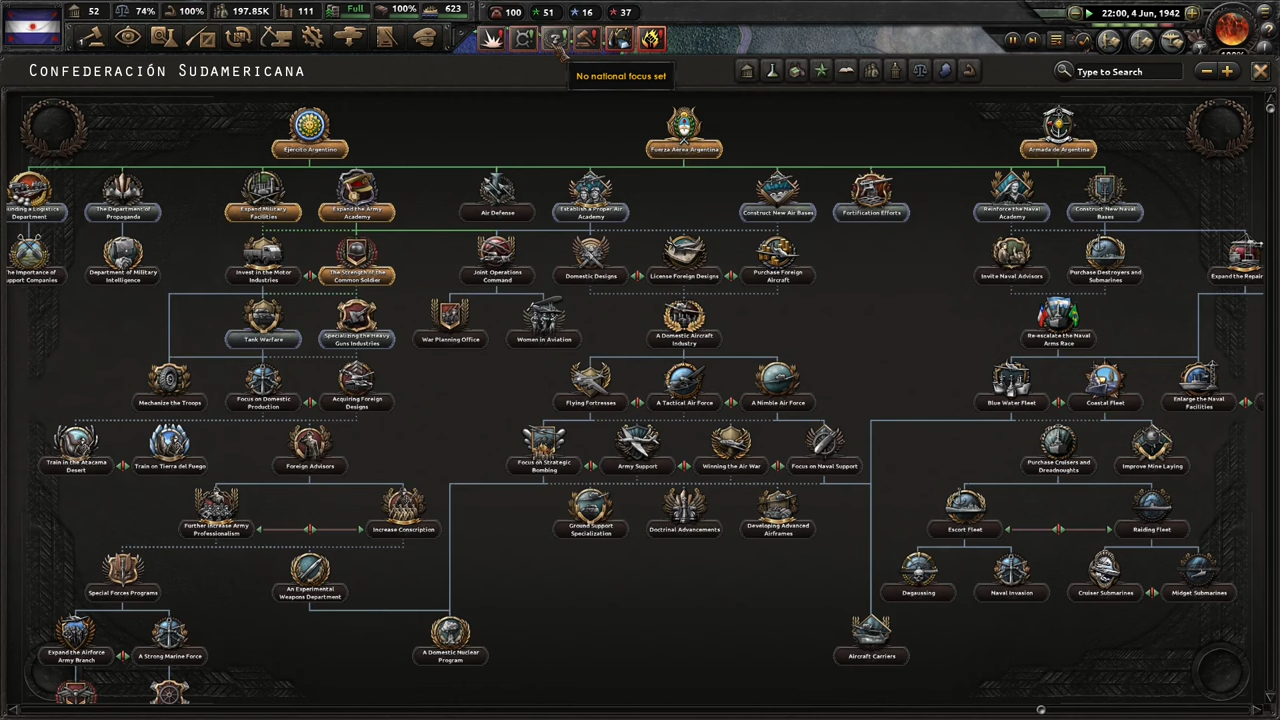 52
74%
100%
197.85K
111
Full
100%
623
100
51
16
37
22:00, 4 Jun, 1942
100%
No national focus set
Confederación Sudamericana
Type to Search
Ejercito Argentino
Fuerza Aerea Argentina
Armada de Argentina
Logistics
Department
The Department of
Propaganda
Expand Military
Facilities
Expand the Army
Academy
Air Defense
Establish a Proper Air
Academy
Construct New Air Bases
Fortification Efforts
Reinforce the Naval
Academy
Construct New Naval
Bases
The Importance of
Support Companies
Department of Military
Intelligence
Invest in the Motor
Industries
The Strength of the
Common Soldier
Joint Operations
Command
Domestic Designs
License Foreign Designs
Purchase Foreign
Aircraft
Invite Naval Advisors
Purchase Destroyers and
Submarines
Expand the Repair
Tank Warfare
Specializing the Heavy
Guns Industries
War Planning Office
Women in Aviation
A Domestic Aircraft
Industry
Re-escalate the Naval
Arms Race
Mechanize the Troops
Focus on Domestic
Production
Acquiring Foreign
Designs
Flying Fortresses
A Tactical Air Force
A Nimble Air Force
Blue Water Fleet
Coastal Fleet
Enlarge the Naval
Facilities
Train in the Atacama
Desert
Train on Tierra del Fuego
Foreign Advisors
Focus on Strategic
Bombing
Army Support
Winning the Air War
Focus on Naval Support
Purchase Cruisers and
Dreadnoughts
Improve Mine Laying
Further Increase Army
Professionalism
Increase Conscription
Ground Support
Specialization
Doctrinal Advancements
Developing Advanced
Airframes
Escort Fleet
Raiding Fleet
Special Forces Programs
An Experimental
Weapons Department
Degaussing
Naval Invasion
Cruiser Submarines
Midget Submarines
Expand the Airforce
Army Branch
A Strong Marine Force
A Domestic Nuclear
Program
Aircraft Carriers